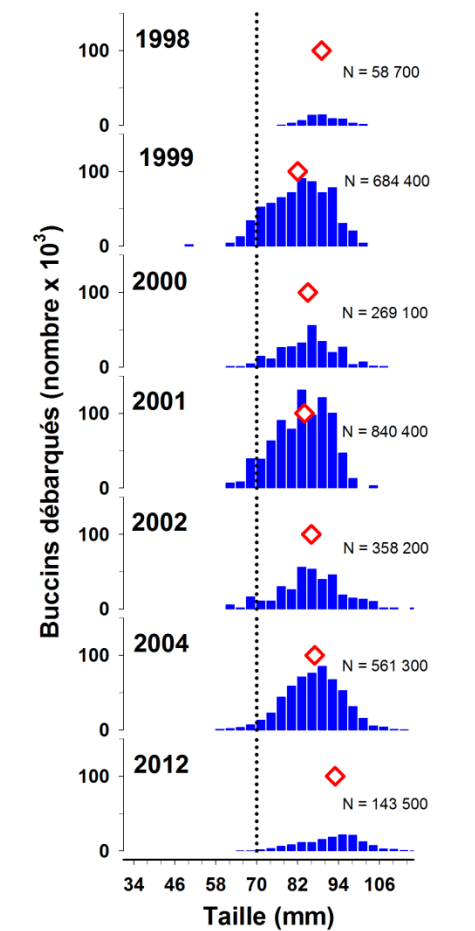 Buccins débarqués (nombre x 10³)
1998
100
N = 58 700
0
1999
100
N = 684 400
0
2000
100
N = 269 100
0
2001
100
N = 840 400
0
2002
100
N = 358 200
0
2004
100
N = 561 300
0
2012
100
N = 143 500
0
34 46 58 70 82 94 106
Taille (mm)